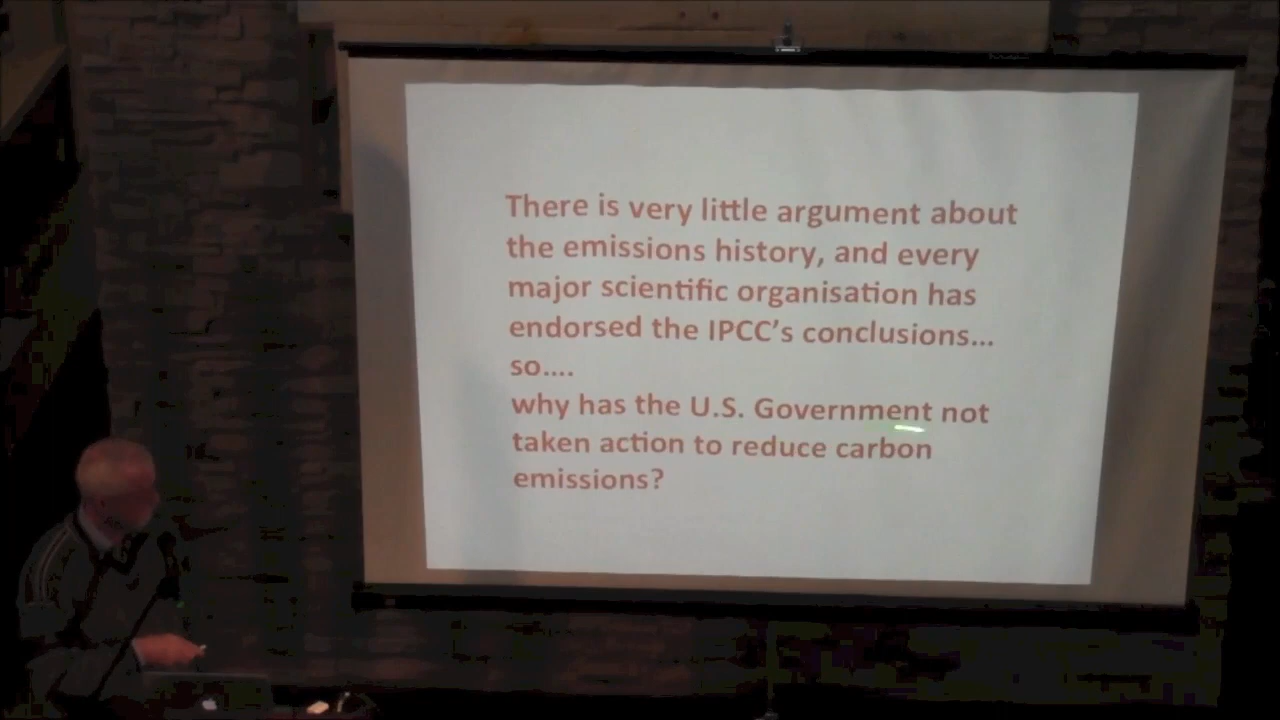 There is very little argument about
the emissions history, and every
major scientific organisation has
endorsed the IPCC's conclusions...
so....
why has the U.S. Government not
taken action to reduce carbon
emissions?